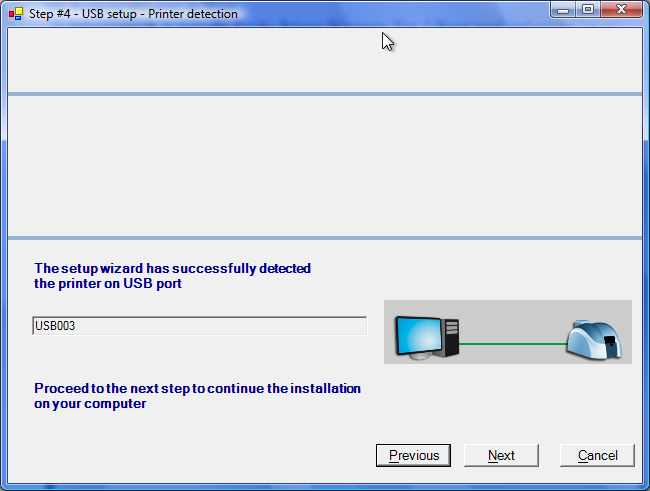 Step #4 - USB setup - Printer detection
The setup wizard has successfully detected
the printer on USB port
USB003
Proceed to the next step to continue the installation
on your computer
Previous Next Cancel